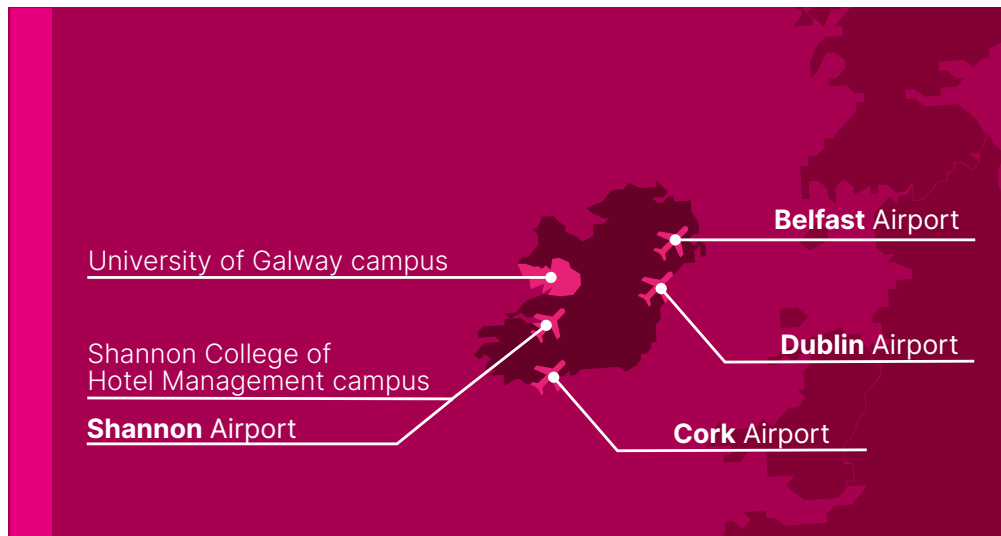 Belfast Airport
University of Galway campus
Dublin Airport
Shannon College of
Hotel Management campus
Shannon Airport
Cork Airport